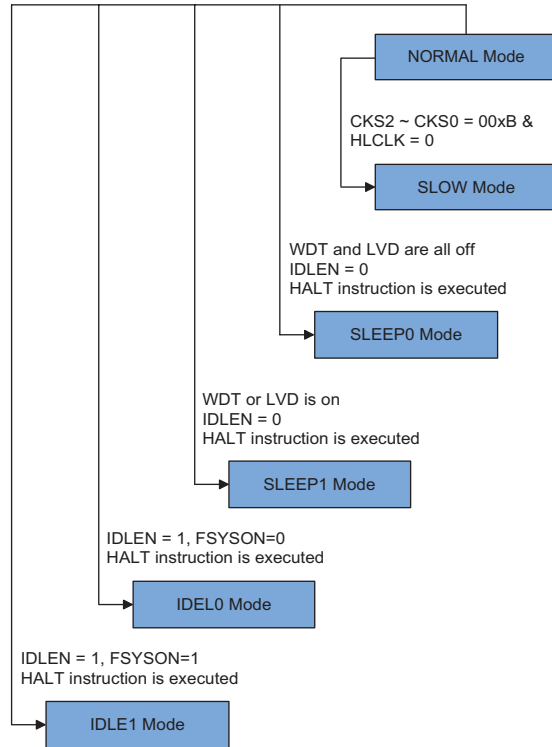 NORMAL Mode
CKS2 ~ CKS0 = 00xB &
HLCLK = 0
SLOW Mode
WDT and LVD are all off
IDLEN = 0
HALT instruction is executed
SLEEP0 Mode
WDT or LVD is on
IDLEN = 0
HALT instruction is executed
SLEEP1 Mode
IDLEN = 1, FSYSON=0
HALT instruction is executed
IDEL0 Mode
IDLEN = 1, FSYSON=1
HALT instruction is executed
IDLE1 Mode